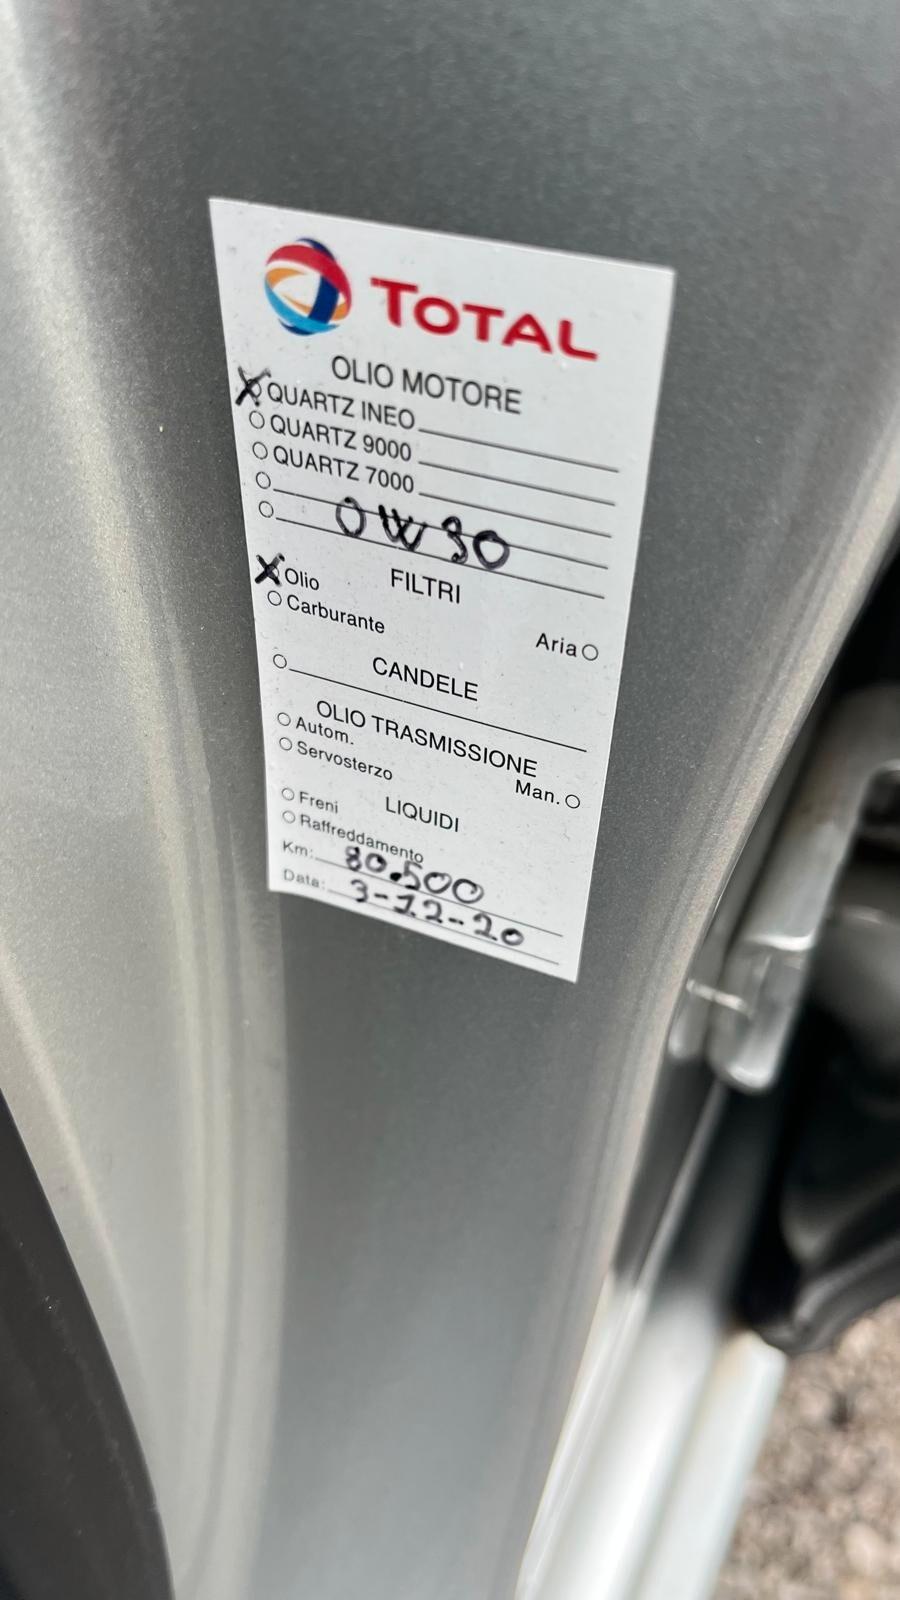 TOTAL
OLIO MOTORE
QUARTZ INEO
QUARTZ 9000
QUARTZ 7000
0W30
FILTRI
Olio
Carburante
Aria
CANDELE
OLIO TRASMISSIONE
Autom.
Man.
Servosterzo
LIQUIDI
Freni
Raffreddamento
Km: 80.500
Data: 3-12-20